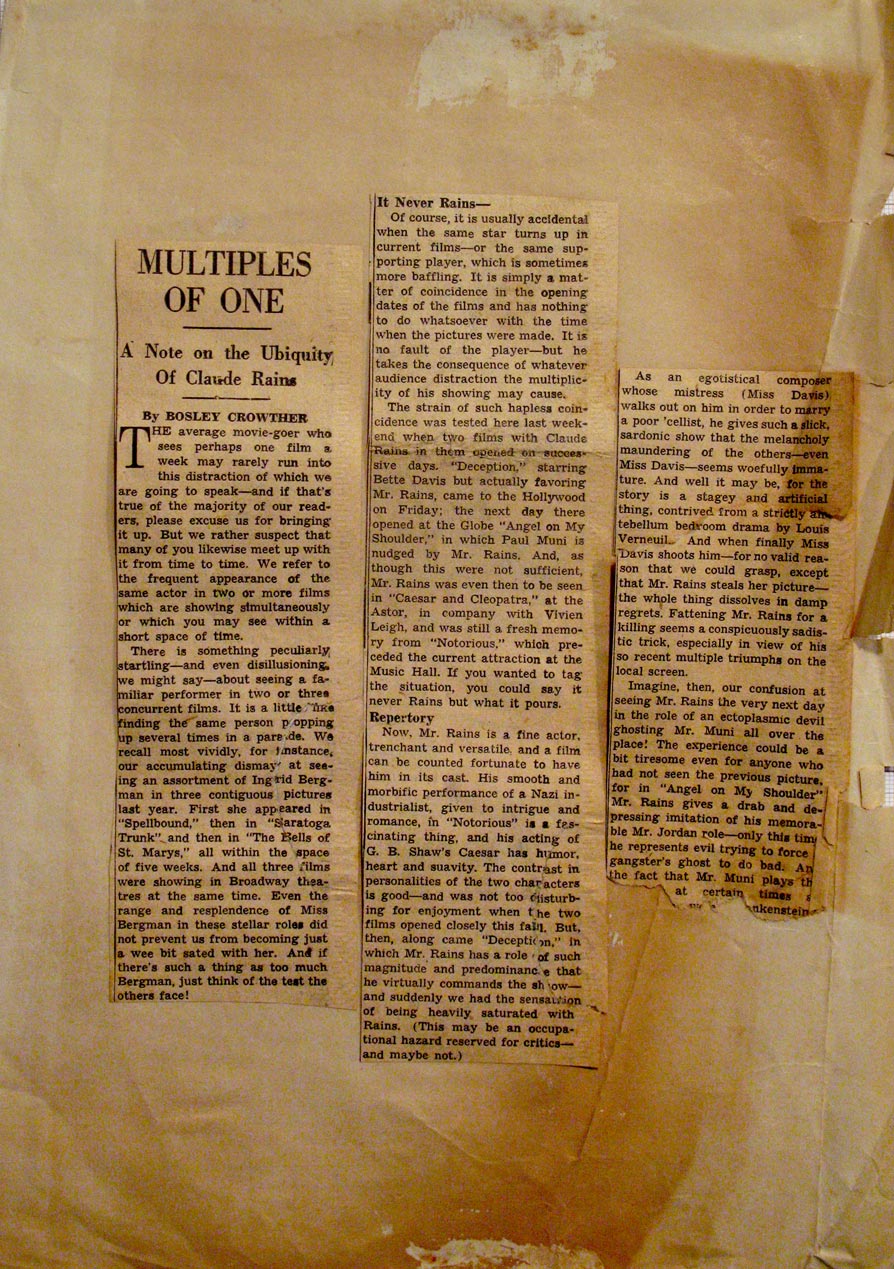 MULTIPLES
OF ONE
A Note on the Ubiquity
Of Claude Rains
By BOSLEY CROWTHER
THE average movie-goer who
sees perhaps one film a
week may rarely run into
this distraction of which we
are going to speak—and if that's
true of the majority of our read-
ers, please excuse us for bringing
it up. But we rather suspect that
many of you likewise meet up with
it from time to time. We refer to
the frequent appearance of the
same actor in two or more films
which are showing simultaneously
or which you may see within a
short space of time.
There is something peculiarly
startling—and even disillusioning,
we might say—about seeing a fa-
miliar performer in two or three
concurrent films. It is a little like
finding the same person popping
up several times in a parade. We
recall most vividly, for instance,
our accumulating dismay at see-
ing an assortment of Ingrid Berg-
man in three contiguous pictures
last year. First she appeared in
"Spellbound," then in "Saratoga
Trunk" and then in "The Bells of
St. Marys," all within the space
of five weeks. And all three films
were showing in Broadway thea-
tres at the same time. Even the
range and resplendence of Miss
Bergman in these stellar roles did
not prevent us from becoming just
a wee bit sated with her. And if
there's such a thing as too much
Bergman, just think of the test the
others face!
It Never Rains—
Of course, it is usually accidental
when the same star turns up in
current films—or the same sup-
porting player, which is sometimes
more baffling. It is simply a mat-
ter of coincidence in the opening
dates of the films and has nothing
to do whatsoever with the time
when the pictures were made. It is
no fault of the player—but he
takes the consequence of whatever
audience distraction the multiplic-
ity of his showing may cause.
The strain of such hapless coin-
cidence was tested here last week-
end when two films with Claude
Rains in them opened on succes-
sive days. "Deception," starring
Bette Davis but actually favoring
Mr. Rains, came to the Hollywood
on Friday; the next day there
opened at the Globe "Angel on My
Shoulder," in which Paul Muni is
nudged by Mr. Rains. And, as
though this were not sufficient,
Mr. Rains was even then to be seen
in "Caesar and Cleopatra," at the
Astor, in company with Vivien
Leigh, and was still a fresh memo-
ry from "Notorious," which pre-
ceded the current attraction at the
Music Hall. If you wanted to tag
the situation, you could say it
never Rains but what it pours.
Repertory
Now, Mr. Rains is a fine actor,
trenchant and versatile, and a film
can be counted fortunate to have
him in its cast. His smooth and
morbific performance of a Nazi in-
dustrialist, given to intrigue and
romance, in "Notorious" is a fas-
cinating thing, and his acting of
G. B. Shaw's Caesar has humor,
heart and suavity. The contrast in
personalities of the two characters
is good—and was not too disturb-
ing for enjoyment when the two
films opened closely this fall. But,
then, along came "Deception," in
which Mr. Rains has a role of such
magnitude and predominance that
he virtually commands the show—
and suddenly we had the sensation
of being heavily saturated with
Rains. (This may be an occupa-
tional hazard reserved for critics—
and maybe not.)
As an egotistical composer
whose mistress (Miss Davis)
walks out on him in order to marry
a poor 'cellist, he gives such a slick,
sardonic show that the melancholy
maundering of the others—even
Miss Davis—seems woefully imma-
ture. And well it may be, for the
story is a stagey and artificial
thing, contrived from a strictly an-
tebellum bedroom drama by Louis
Verneuil. And when finally Miss
Davis shoots him—for no valid rea-
son that we could grasp, except
that Mr. Rains steals her picture—
the whole thing dissolves in damp
regrets. Fattening Mr. Rains for a
killing seems a conspicuously sadis-
tic trick, especially in view of his
so recent multiple triumphs on the
local screen.
Imagine, then, our confusion at
seeing Mr. Rains the very next day
in the role of an ectoplasmic devil
ghosting Mr. Muni all over the
place! The experience could be a
bit tiresome even for anyone who
had not seen the previous picture,
for in "Angel on My Shoulder"
Mr. Rains gives a drab and de-
pressing imitation of his memora-
ble Mr. Jordan role—only this time
he represents evil trying to force
gangster's ghost to do bad. An
the fact that Mr. Muni plays th
at certain times
nkenstein